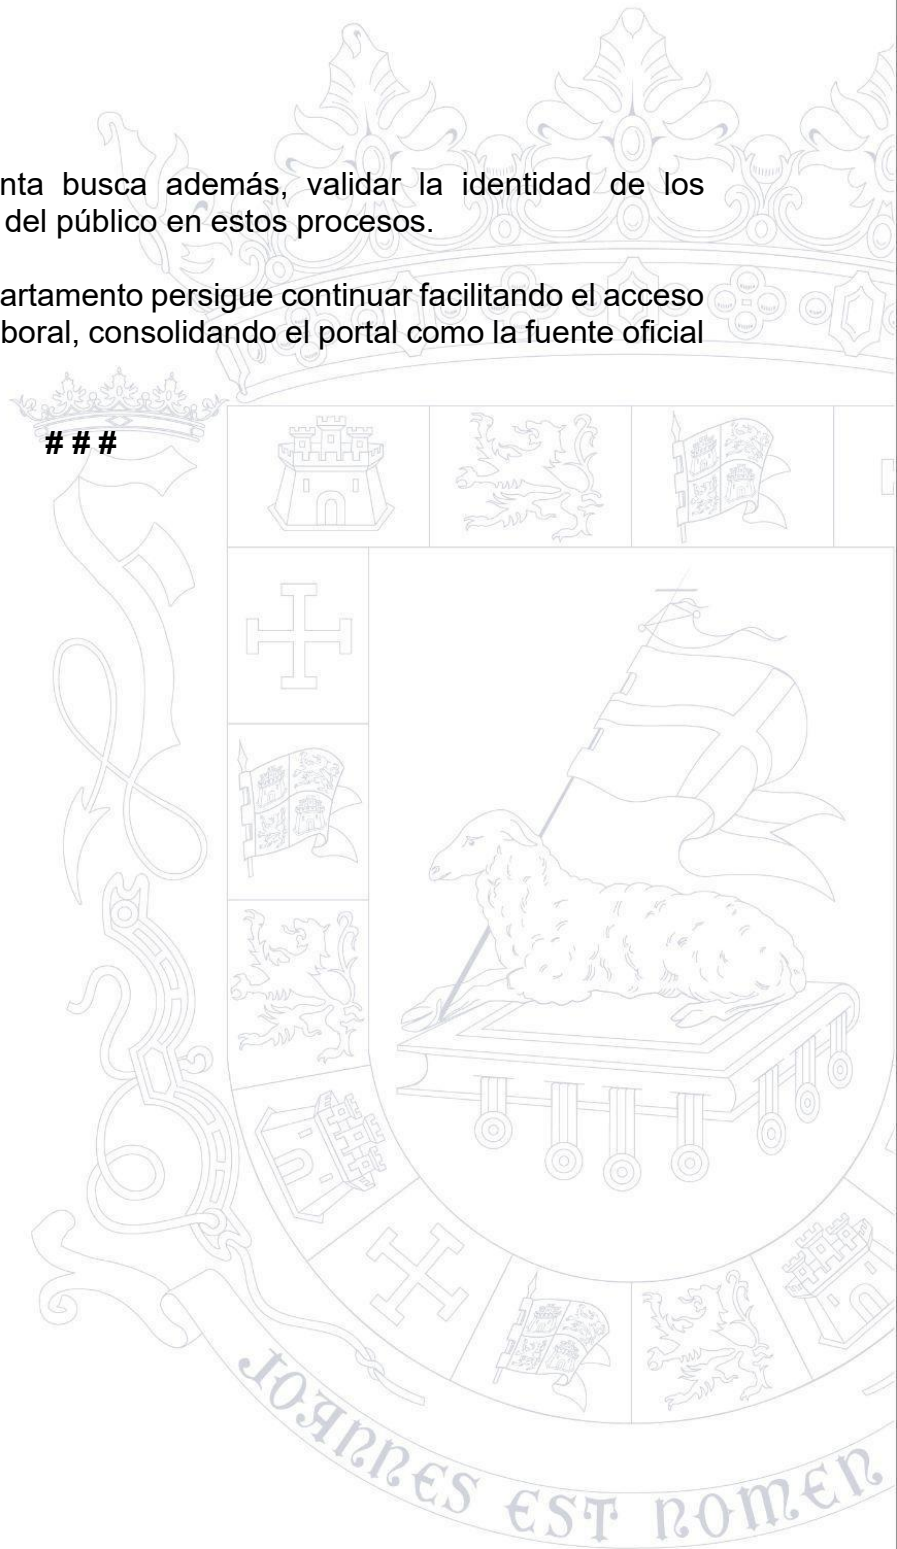 nta busca además, validar la identidad de los
del público en estos procesos.
artamento persigue continuar facilitando el acceso
boral, consolidando el portal como la fuente oficial
# # #
JOANNES EST NOMEN